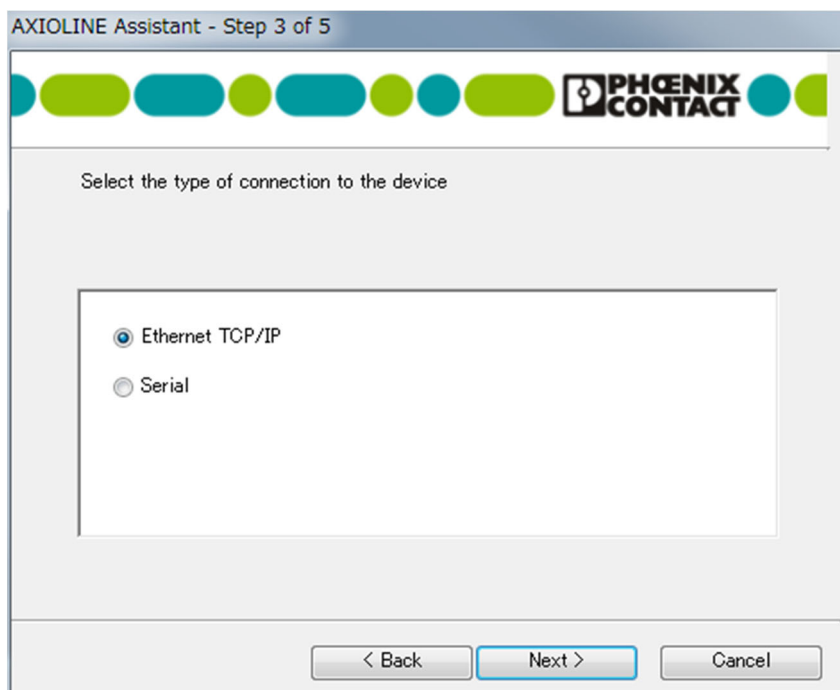 AXIOLINE Assistant - Step 3 of 5
PHŒNIX
CONTACT
Select the type of connection to the device
Ethernet TCP/IP
Serial
< Back Next > Cancel